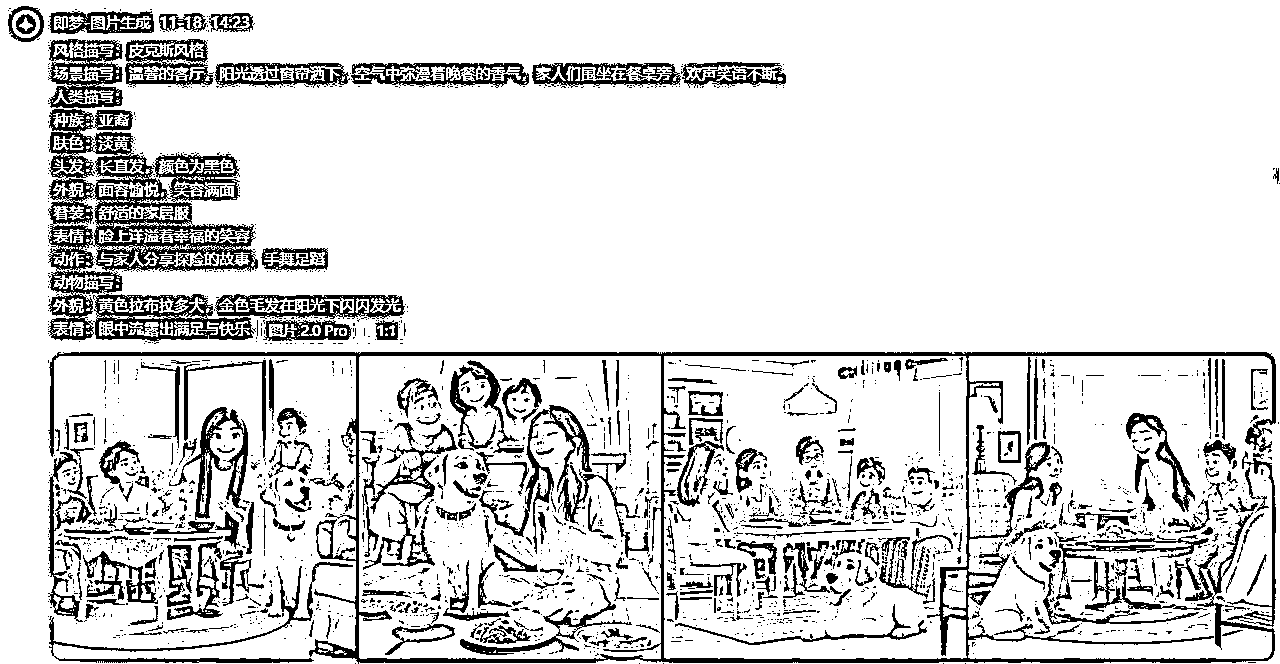 即梦-图片生成 11-18 14:23
风格描写：皮克斯风格
场景描写：温馨的客厅，阳光透过窗帘洒下，空气中弥漫着晚餐的香气，家人们围坐在餐桌旁，欢声笑语不断。
人类描写：
种族：亚裔
肤色：淡黄
头发：长直发，颜色为黑色
外貌：面容愉悦，笑容满面
着装：舒适的家居服
表情：脸上洋溢着幸福的笑容
动作：与家人分享探险的故事，手舞足蹈
动物描写：
外貌：黄色拉布拉多犬，金色毛发在阳光下闪闪发光
表情：眼中流露出满足与快乐 图片 2.0 Pro 1:1